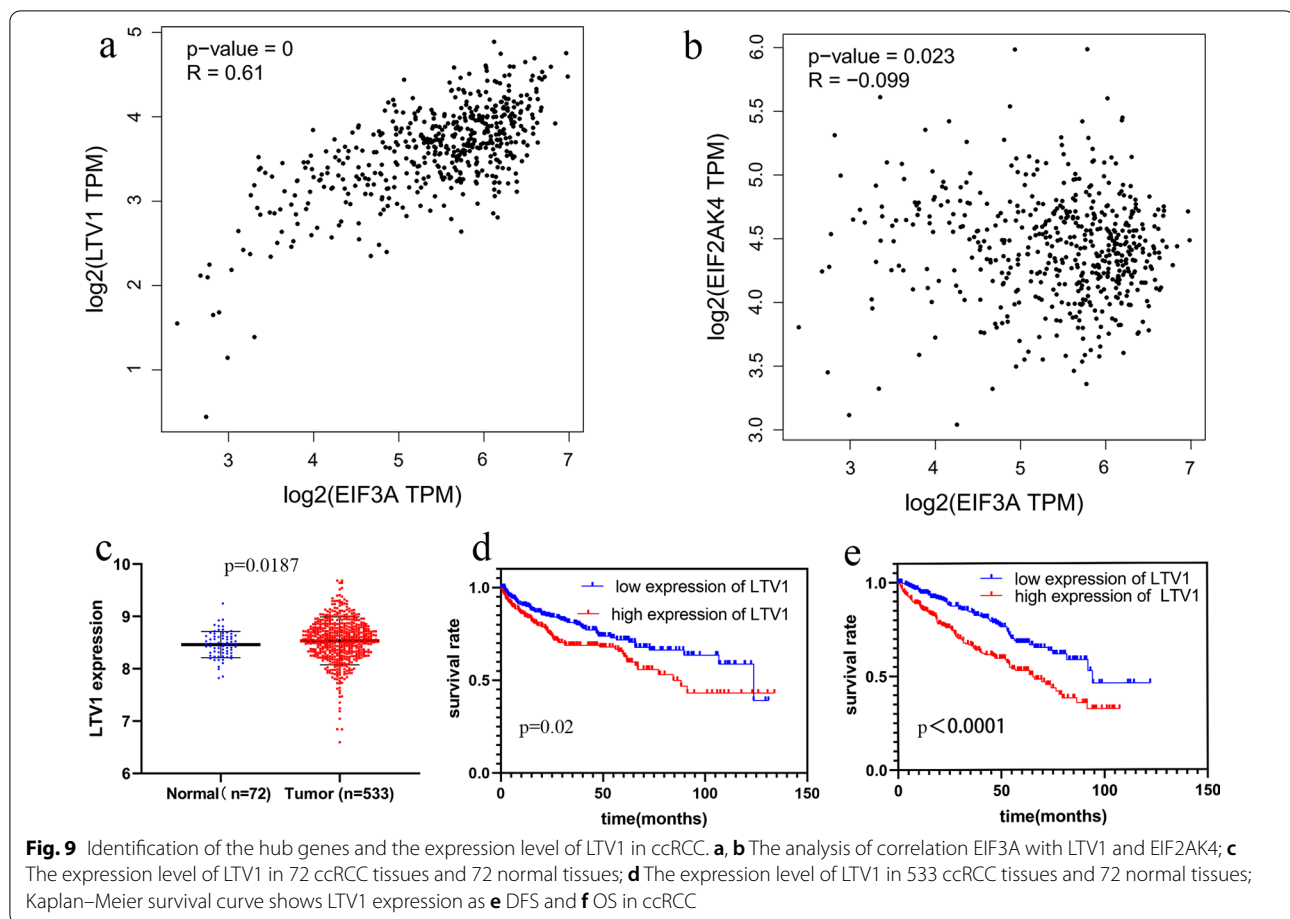 a
p−value = 0
R = 0.61
log2(LTV1 TPM)
5
4
3
2
1
3 4 5 6 7
log2(EIF3A TPM)
b
p−value = 0.023
R = −0.099
log2(EIF2AK4 TPM)
6.0
5.5
5.0
4.5
4.0
3.5
3.0
3 4 5 6 7
log2(EIF3A TPM)
c
p=0.0187
LTV1 expression
10
9
8
7
6
Normal( n=72) Tumor (n=533)
d
low expression of LTV1
high expression of LTV1
survival rate
1.0
0.5
0.0
p=0.02
0 50 100 150
time(months)
e
low expression of LTV1
high expression of LTV1
survival rate
1.0
0.5
0.0
p<0.0001
0 50 100 150
time(months)
Fig. 9 Identification of the hub genes and the expression level of LTV1 in ccRCC. a, b The analysis of correlation EIF3A with LTV1 and EIF2AK4; c
The expression level of LTV1 in 72 ccRCC tissues and 72 normal tissues; d The expression level of LTV1 in 533 ccRCC tissues and 72 normal tissues;
Kaplan–Meier survival curve shows LTV1 expression as e DFS and f OS in ccRCC